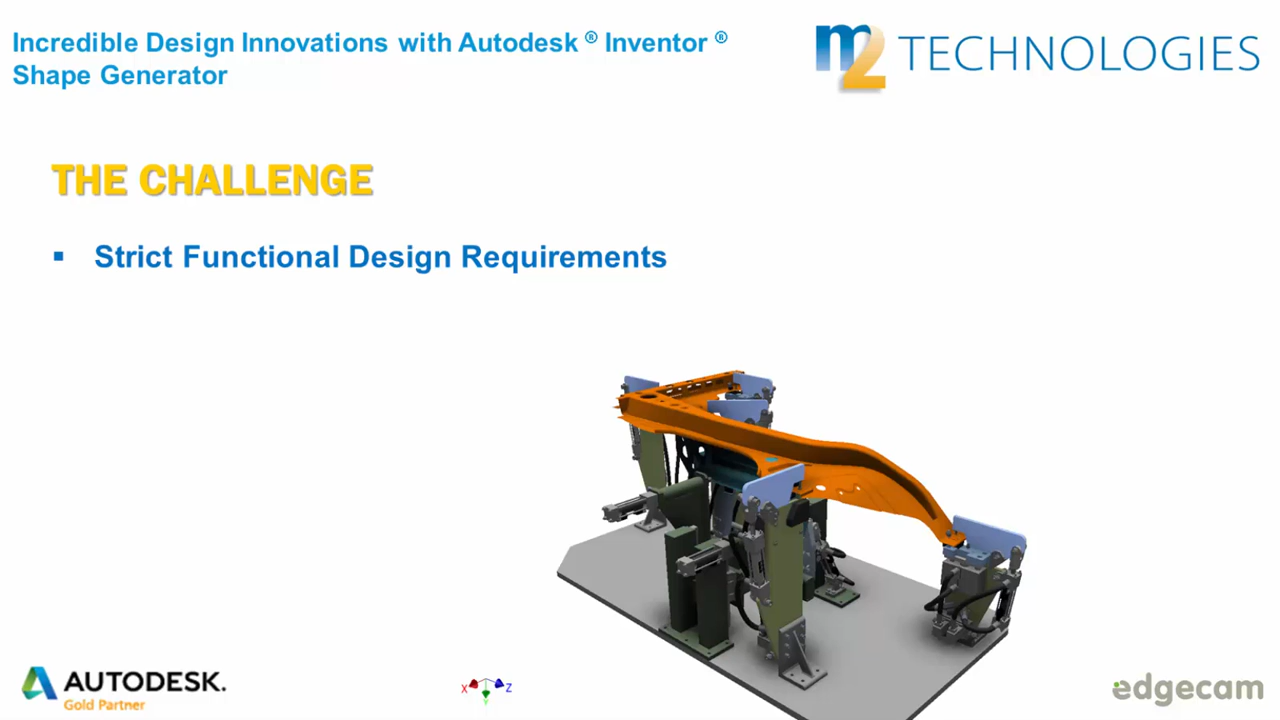 Incredible Design Innovations with Autodesk ® Inventor ®
Shape Generator
m2 TECHNOLOGIES
THE CHALLENGE
▪ Strict Functional Design Requirements
AUTODESK.
Gold Partner
X Y Z
edgecam